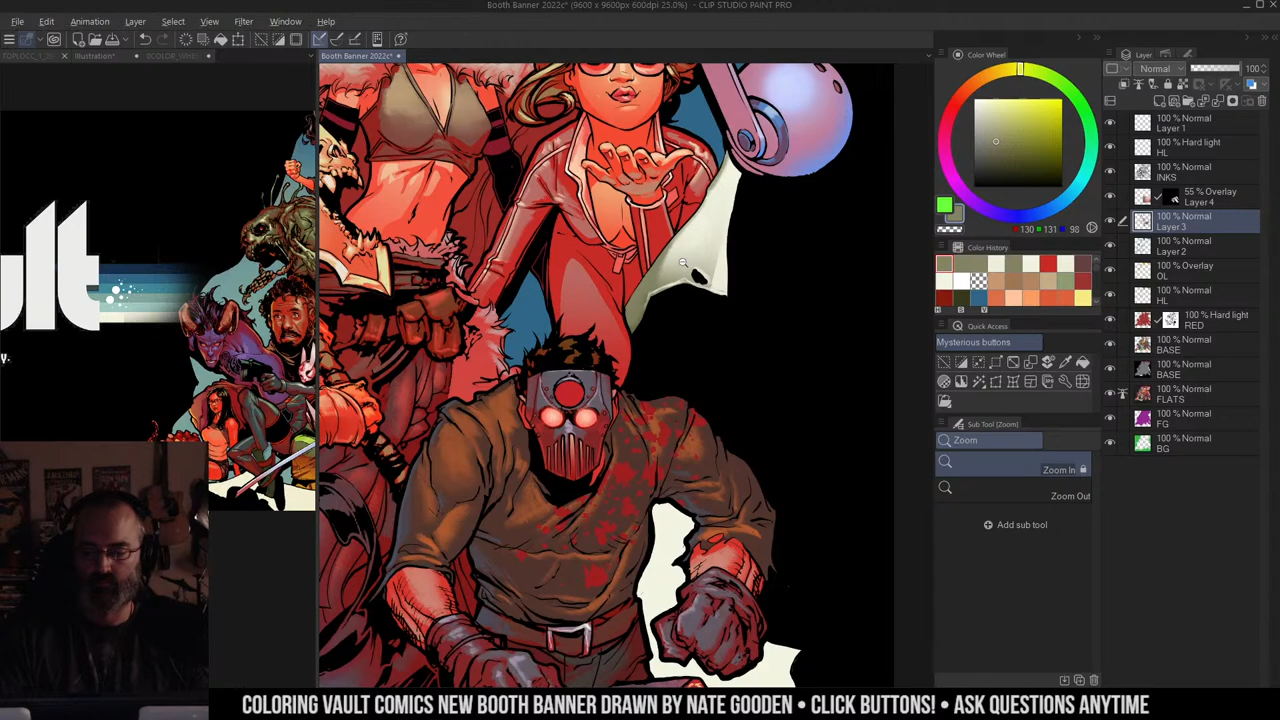 Booth Banner 2022c* (9600 x 9600px 600dpi 25.0%) - CLIP STUDIO PAINT PRO
File Edit Animation Layer Select View Filter Window Help
Illustration*
Booth Banner 2022c*
Color Wheel
130 131 98
Color History
Quick Access
Mysterious buttons
Sub Tool [Zoom]
Zoom
Zoom In
Zoom Out
Add sub tool
Layer
Normal 100
100 % Normal
Layer 1
100 % Hard light
HL
100 % Normal
INKS
55 % Overlay
Layer 4
100 % Normal
Layer 3
100 % Normal
Layer 2
100 % Overlay
OL
100 % Normal
HL
100 % Hard light
RED
100 % Normal
BASE
100 % Normal
BASE
100 % Normal
FLATS
100 % Normal
FG
100 % Normal
BG
ult
y.
COLORING VAULT COMICS NEW BOOTH BANNER DRAWN BY NATE GOODEN • CLICK BUTTONS! • ASK QUESTIONS ANYTIME